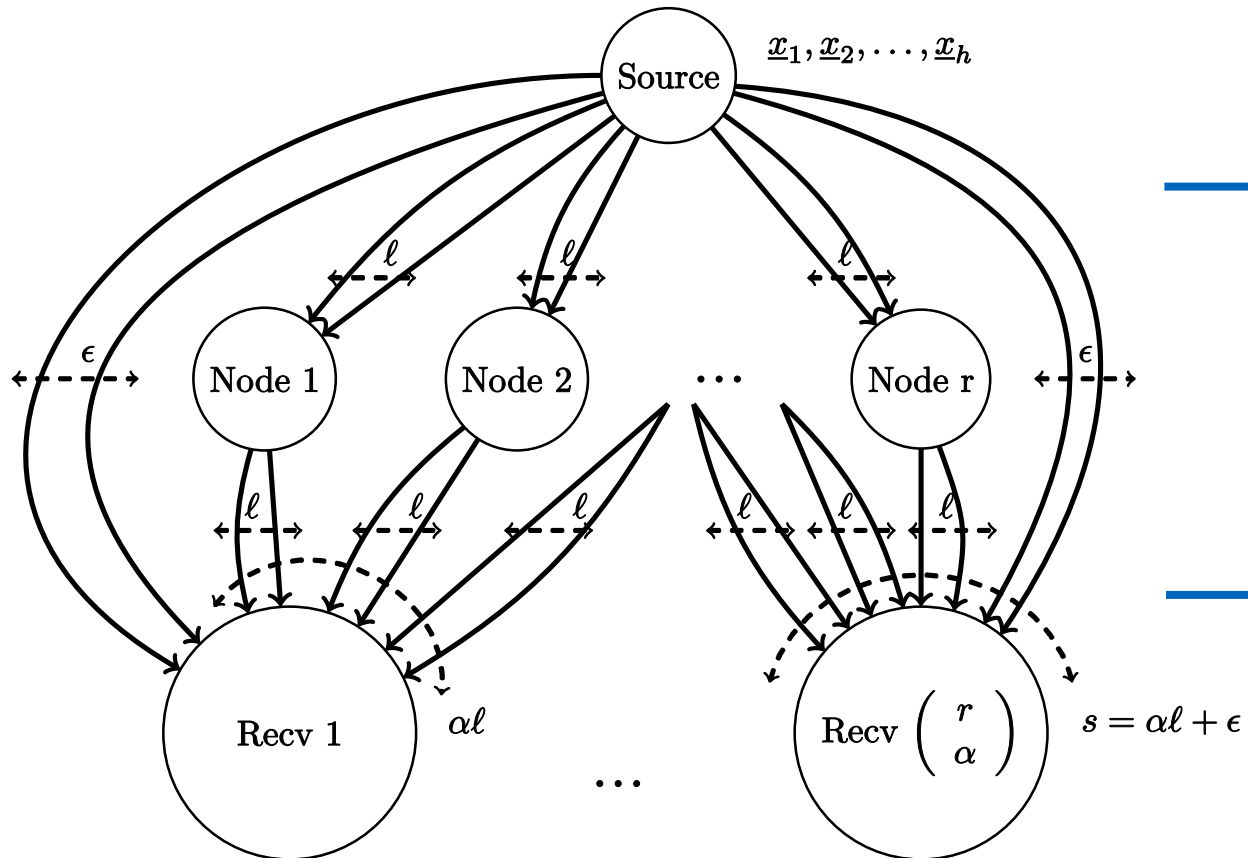 Source
x₁, x₂, . . . , xₕ
ℓ ℓ ℓ
ϵ ϵ
Node 1 Node 2 · · · Node r
ℓ ℓ ℓ ℓ ℓ ℓ
Recv 1
αℓ
Recv ( r α )
s = αℓ + ϵ
· · ·